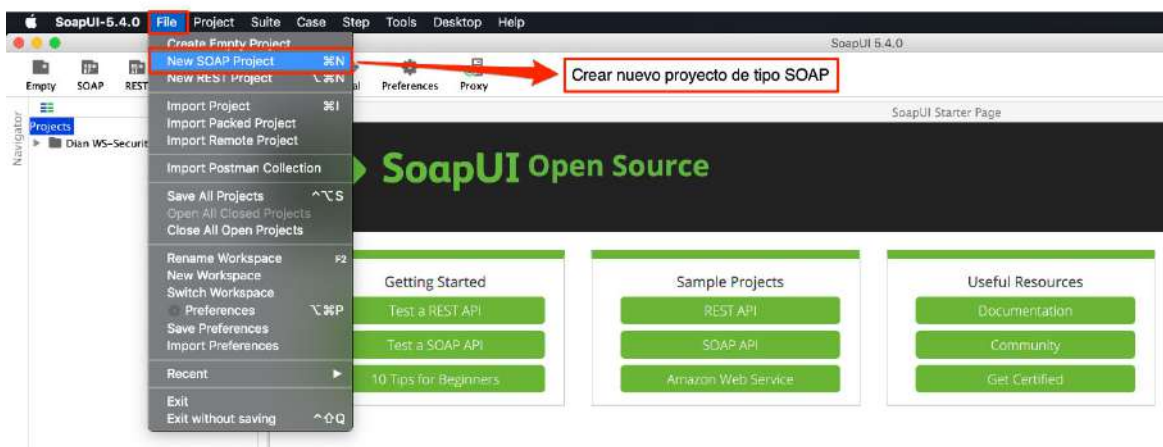 SoapUI-5.4.0 File Project Suite Case Step Tools Desktop Help
SoapUI 5.4.0
Create Empty Project
New SOAP Project ⌘N
New REST Project ⌥⌘N
Import Project ⌘I
Import Packed Project
Import Remote Project
Import Postman Collection
Save All Projects ^⌥S
Open All Closed Projects
Close All Open Projects
Rename Workspace F2
New Workspace
Switch Workspace
Preferences ⌥⌘P
Save Preferences
Import Preferences
Recent
Exit
Exit without saving ^⇧Q
Empty SOAP REST Preferences Proxy
Crear nuevo proyecto de tipo SOAP
Navigator
Projects
Dian WS-Securit
SoapUI Starter Page
SoapUI Open Source
Getting Started
Test a REST API
Test a SOAP API
10 Tips for Beginners
Sample Projects
REST API
SOAP API
Amazon Web Service
Useful Resources
Documentation
Community
Get Certified